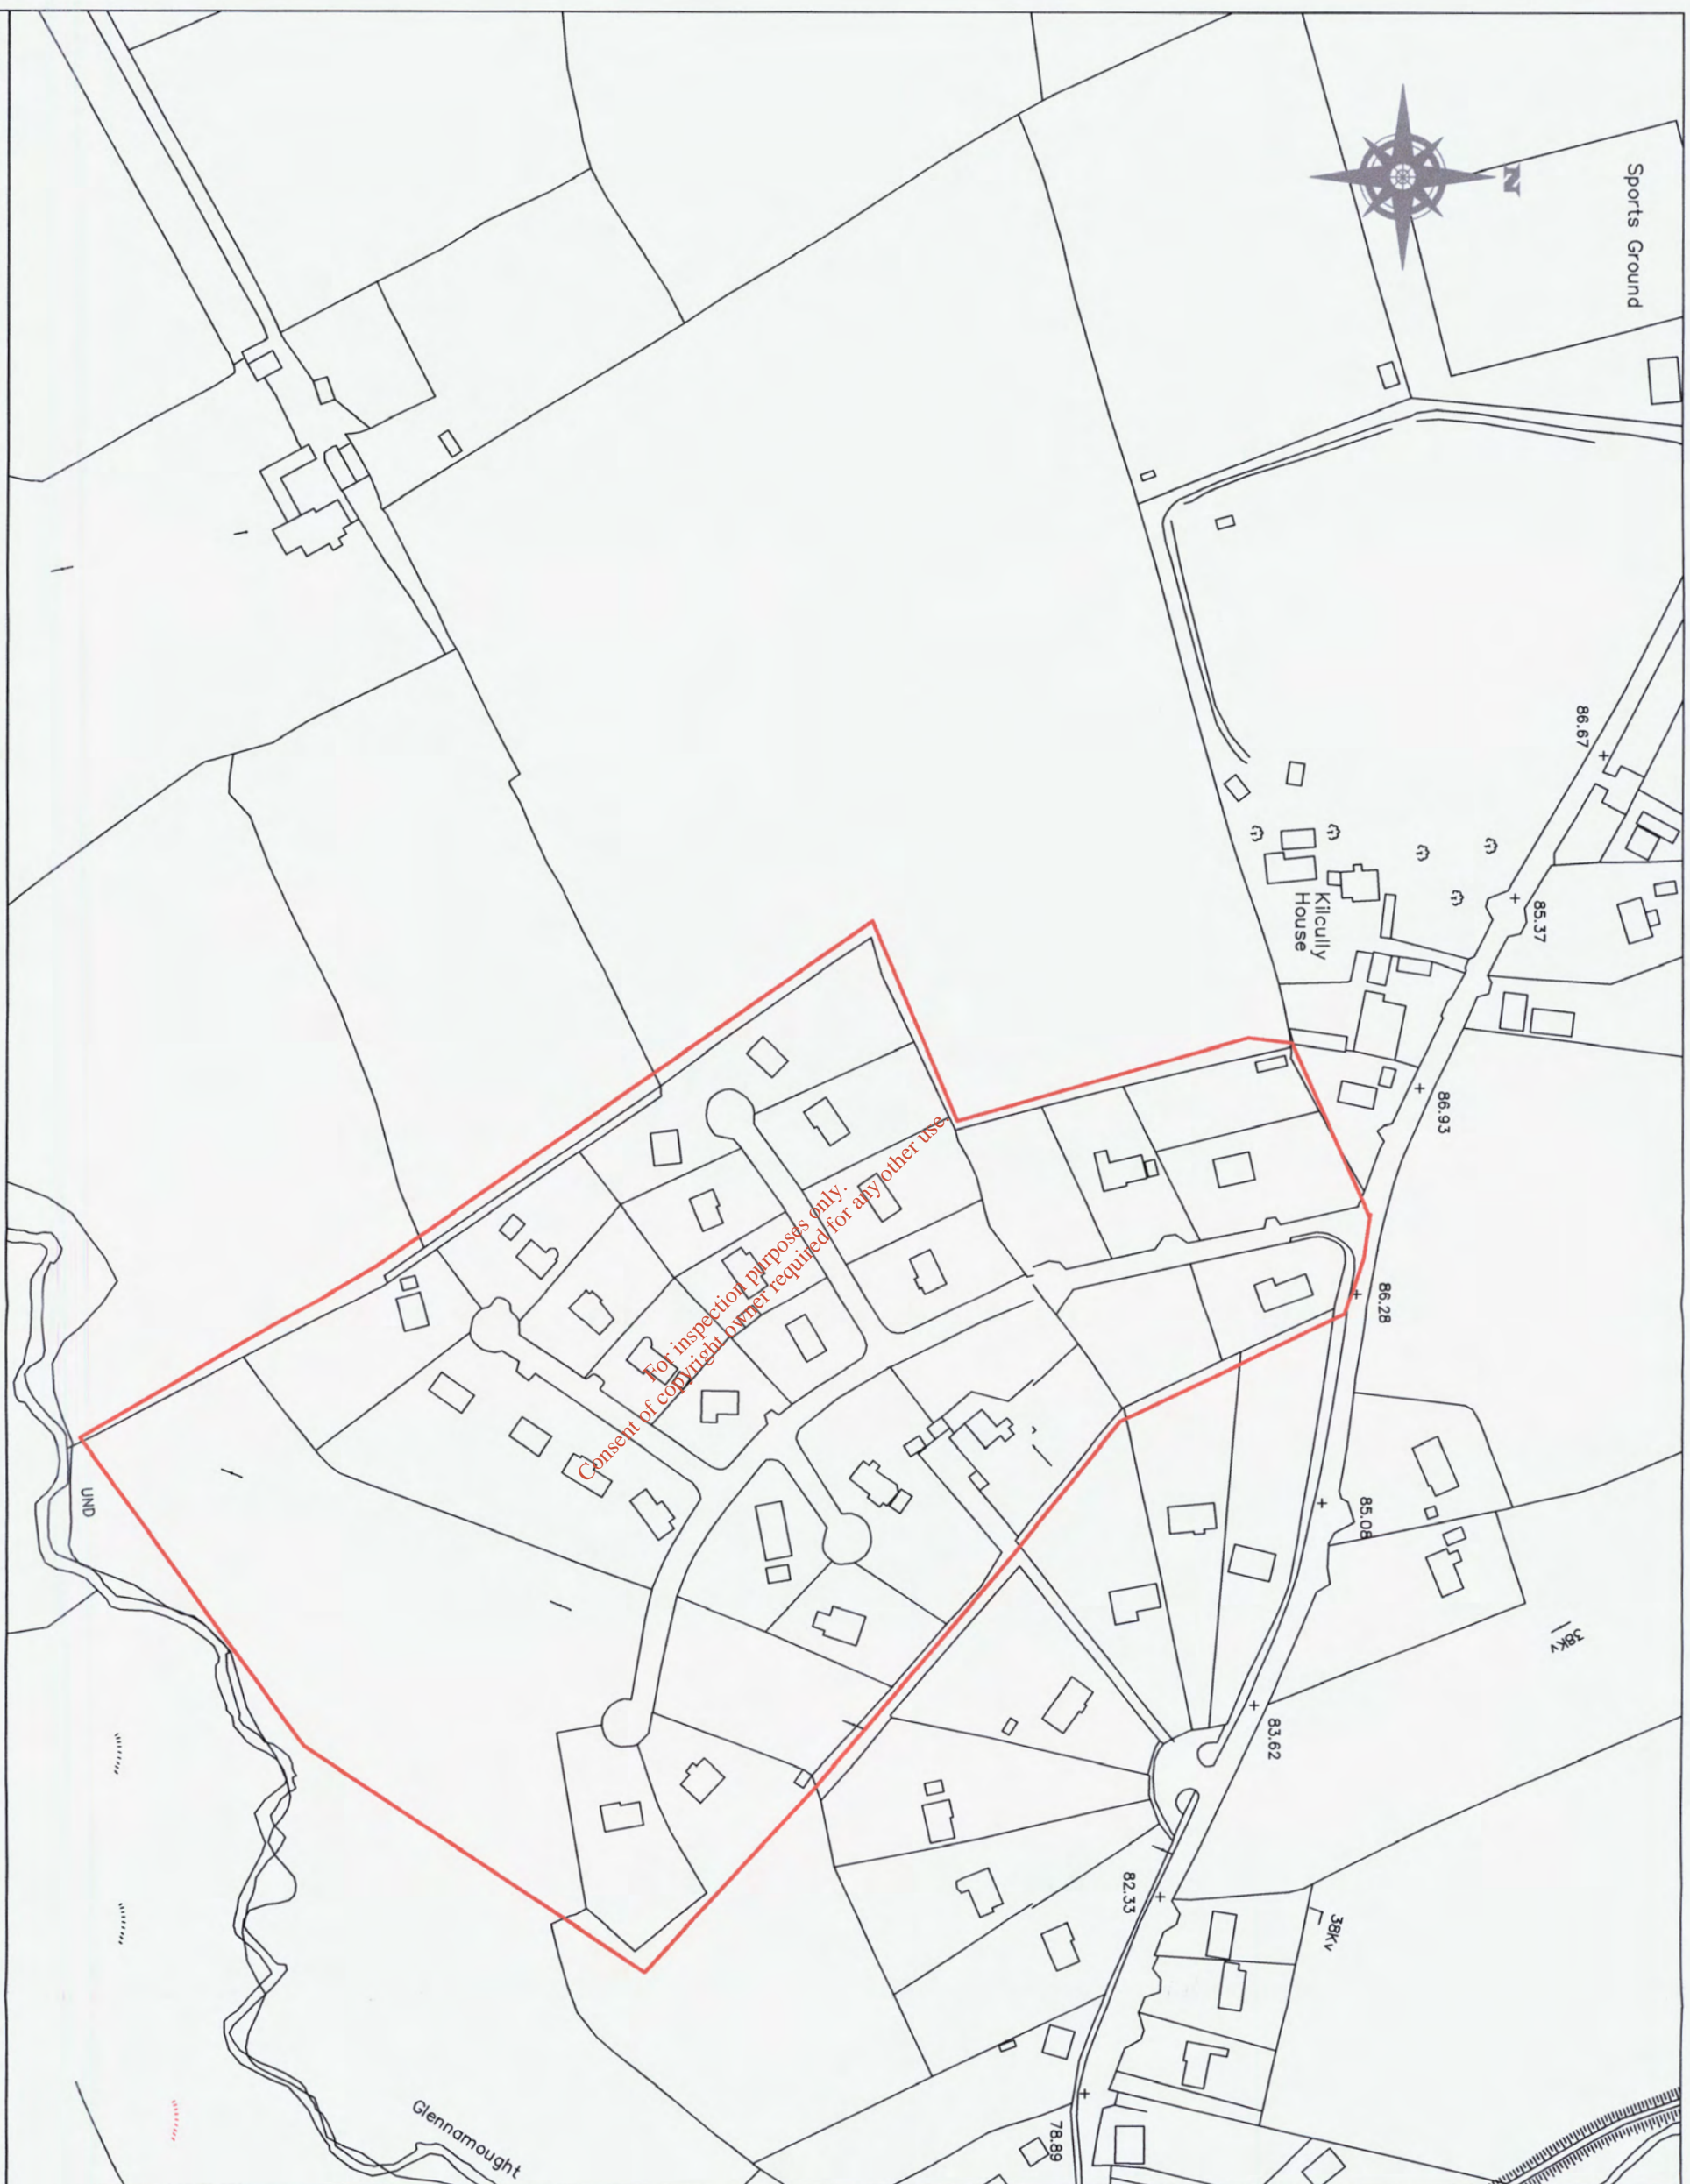 Sports Ground
N
86.67
85.37
Kilcully
House
86.93
86.28
85.08
38Kv
83.62
82.33
38Kv
78.89
UND
Glennamought
For inspection purposes only.
Consent of copyright owner required for any other use.